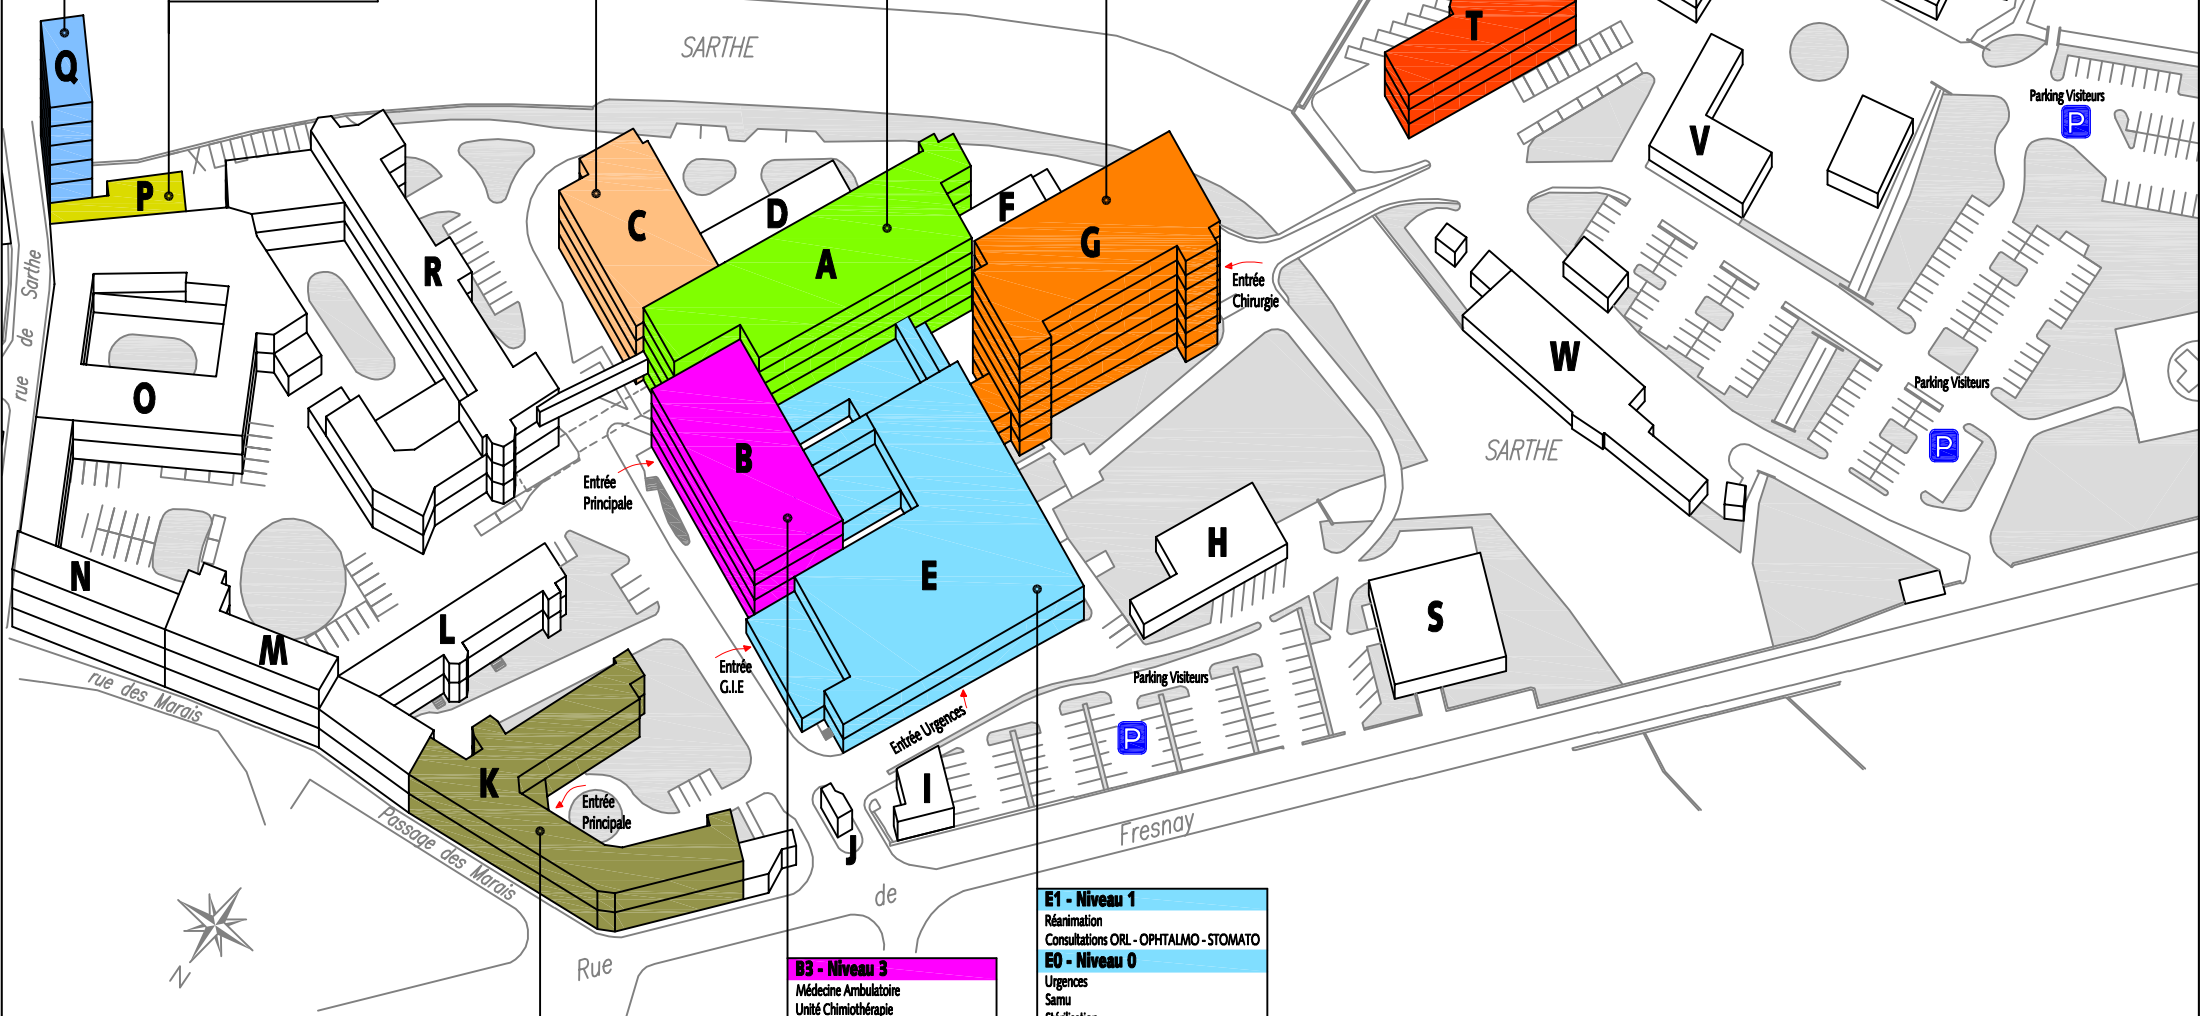 T
SARTHE
Q
Parking Visiteurs
P
V
P
C
D
F
A
G
R
rue de Sarthe
Entrée
Chirurgie
W
O
Parking Visiteurs
P
SARTHE
B
Entrée
Principale
H
E
N
S
L
M
Entrée
G.I.E
Parking Visiteurs
P
rue des Marais
Entrée Urgences
K
I
Entrée
Principale
J
Passage des Marais
Rue de Fresnay
N
E1 - Niveau 1
Réanimation
Consultations ORL - OPHTALMO - STOMATO
E0 - Niveau 0
Urgences
Samu
B3 - Niveau 3
Médecine Ambulatoire
Unité Chimiothérapie